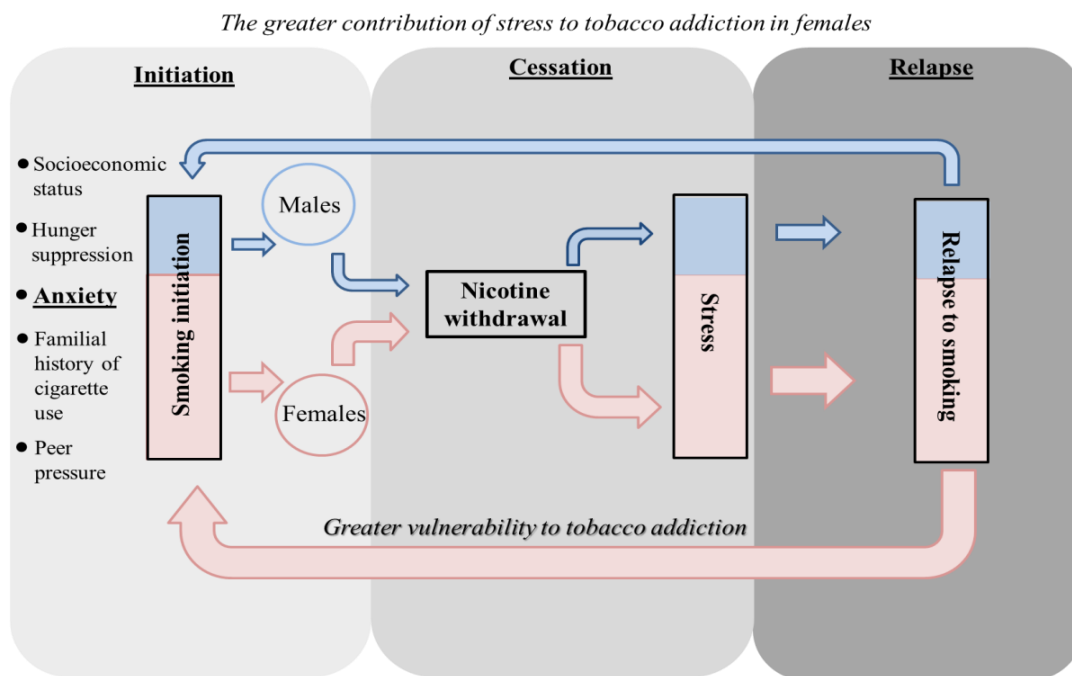 The greater contribution of stress to tobacco addiction in females
Initiation
Cessation
Relapse
● Socioeconomic
status
● Hunger
suppression
● Anxiety
● Familial
history of
cigarette
use
● Peer
pressure
Smoking initiation
Males
Females
Nicotine
withdrawal
Stress
Relapse to smoking
Greater vulnerability to tobacco addiction